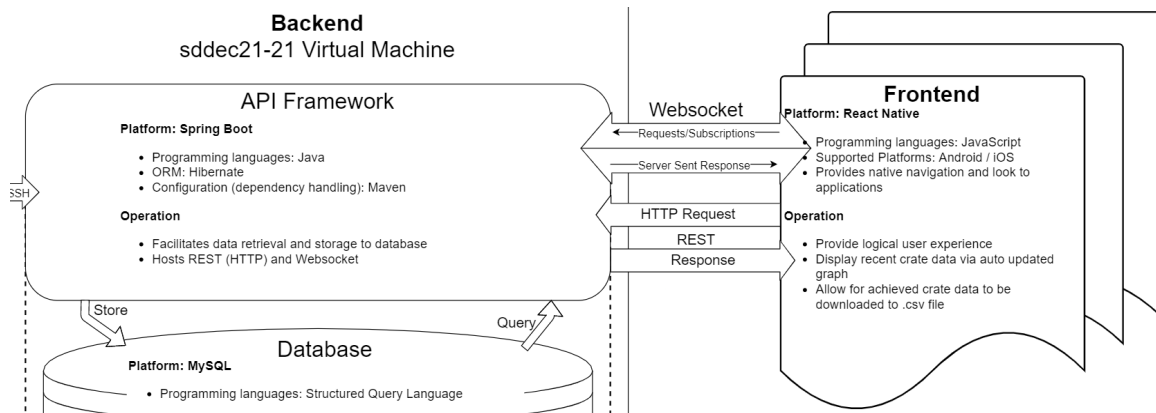 Backend
sddec21-21 Virtual Machine
API Framework
Platform: Spring Boot
• Programming languages: Java
• ORM: Hibernate
• Configuration (dependency handling): Maven
Operation
• Facilitates data retrieval and storage to database
• Hosts REST (HTTP) and Websocket
SSH
Store
Query
Database
Platform: MySQL
• Programming languages: Structured Query Language
Websocket
Requests/Subscriptions
Server Sent Response
HTTP Request
REST
Response
Frontend
Platform: React Native
• Programming languages: JavaScript
• Supported Platforms: Android / iOS
• Provides native navigation and look to
applications
Operation
• Provide logical user experience
• Display recent crate data via auto updated
graph
• Allow for achieved crate data to be
downloaded to .csv file